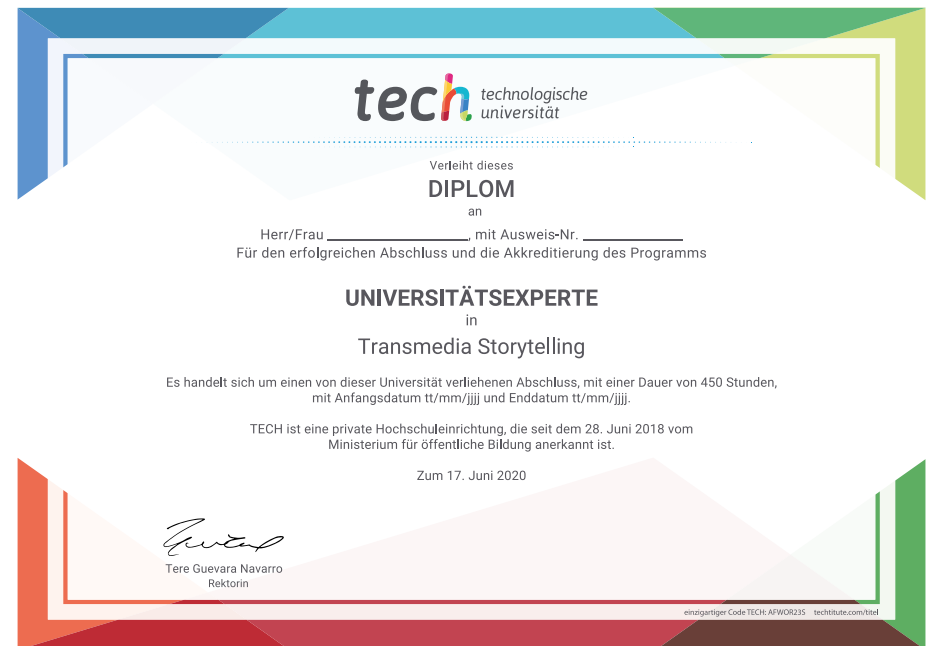 tech technologische
universität
Verleiht dieses
DIPLOM
an
Herr/Frau ____________________, mit Ausweis-Nr. ______________
Für den erfolgreichen Abschluss und die Akkreditierung des Programms
UNIVERSITÄTSEXPERTE
in
Transmedia Storytelling
Es handelt sich um einen von dieser Universität verliehenen Abschluss, mit einer Dauer von 450 Stunden,
mit Anfangsdatum tt/mm/jjjj und Enddatum tt/mm/jjjj.
TECH ist eine private Hochschuleinrichtung, die seit dem 28. Juni 2018 vom
Ministerium für öffentliche Bildung anerkannt ist.
Zum 17. Juni 2020
Tere Guevara Navarro
Rektorin
einzigartiger Code TECH: AFWOR23S techtitute.com/titel